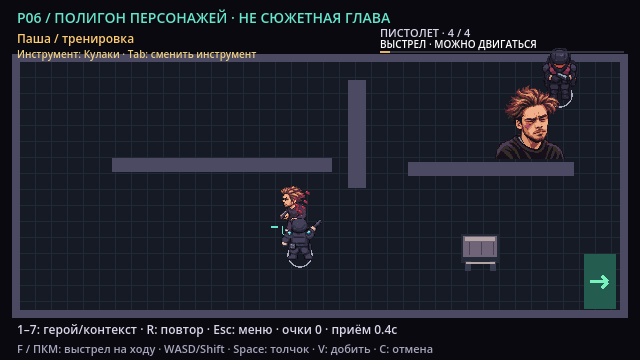 P06 / ПОЛИГОН ПЕРСОНАЖЕЙ · НЕ СЮЖЕТНАЯ ГЛАВА
Паша / тренировка
ПИСТОЛЕТ · 4 / 4
ВЫСТРЕЛ · МОЖНО ДВИГАТЬСЯ
Инструмент: Кулаки · Tab: сменить инструмент
1–7: герой/контекст · R: повтор · Esc: меню · очки 0 · приём 0.4с
F / ПКМ: выстрел на ходу · WASD/Shift · Space: толчок · V: добить · C: отмена